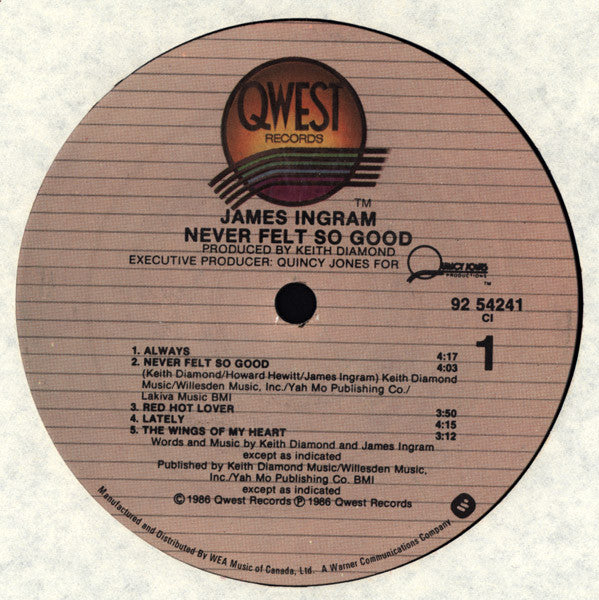 QWEST
RECORDS
TM
JAMES INGRAM
NEVER FELT SO GOOD
PRODUCED BY KEITH DIAMOND
EXECUTIVE PRODUCER: QUINCY JONES FOR QUINCY JONES
PRODUCTIONS
TM
92 54241
CI
1
1. ALWAYS 4:17
2. NEVER FELT SO GOOD 4:03
(Keith Diamond/Howard Hewitt/James Ingram) Keith Diamond
Music/Willesden Music, Inc./Yah Mo Publishing Co./
Lakiva Music BMI
3. RED HOT LOVER 3:50
4. LATELY 4:15
5. THE WINGS OF MY HEART 3:12
Words and Music by Keith Diamond and James Ingram
except as indicated
Published by Keith Diamond Music/Willesden Music,
Inc./Yah Mo Publishing Co. BMI
except as indicated
© 1986 Qwest Records ℗ 1986 Qwest Records
Manufactured and Distributed By WEA Music of Canada, Ltd. A Warner Communications Company